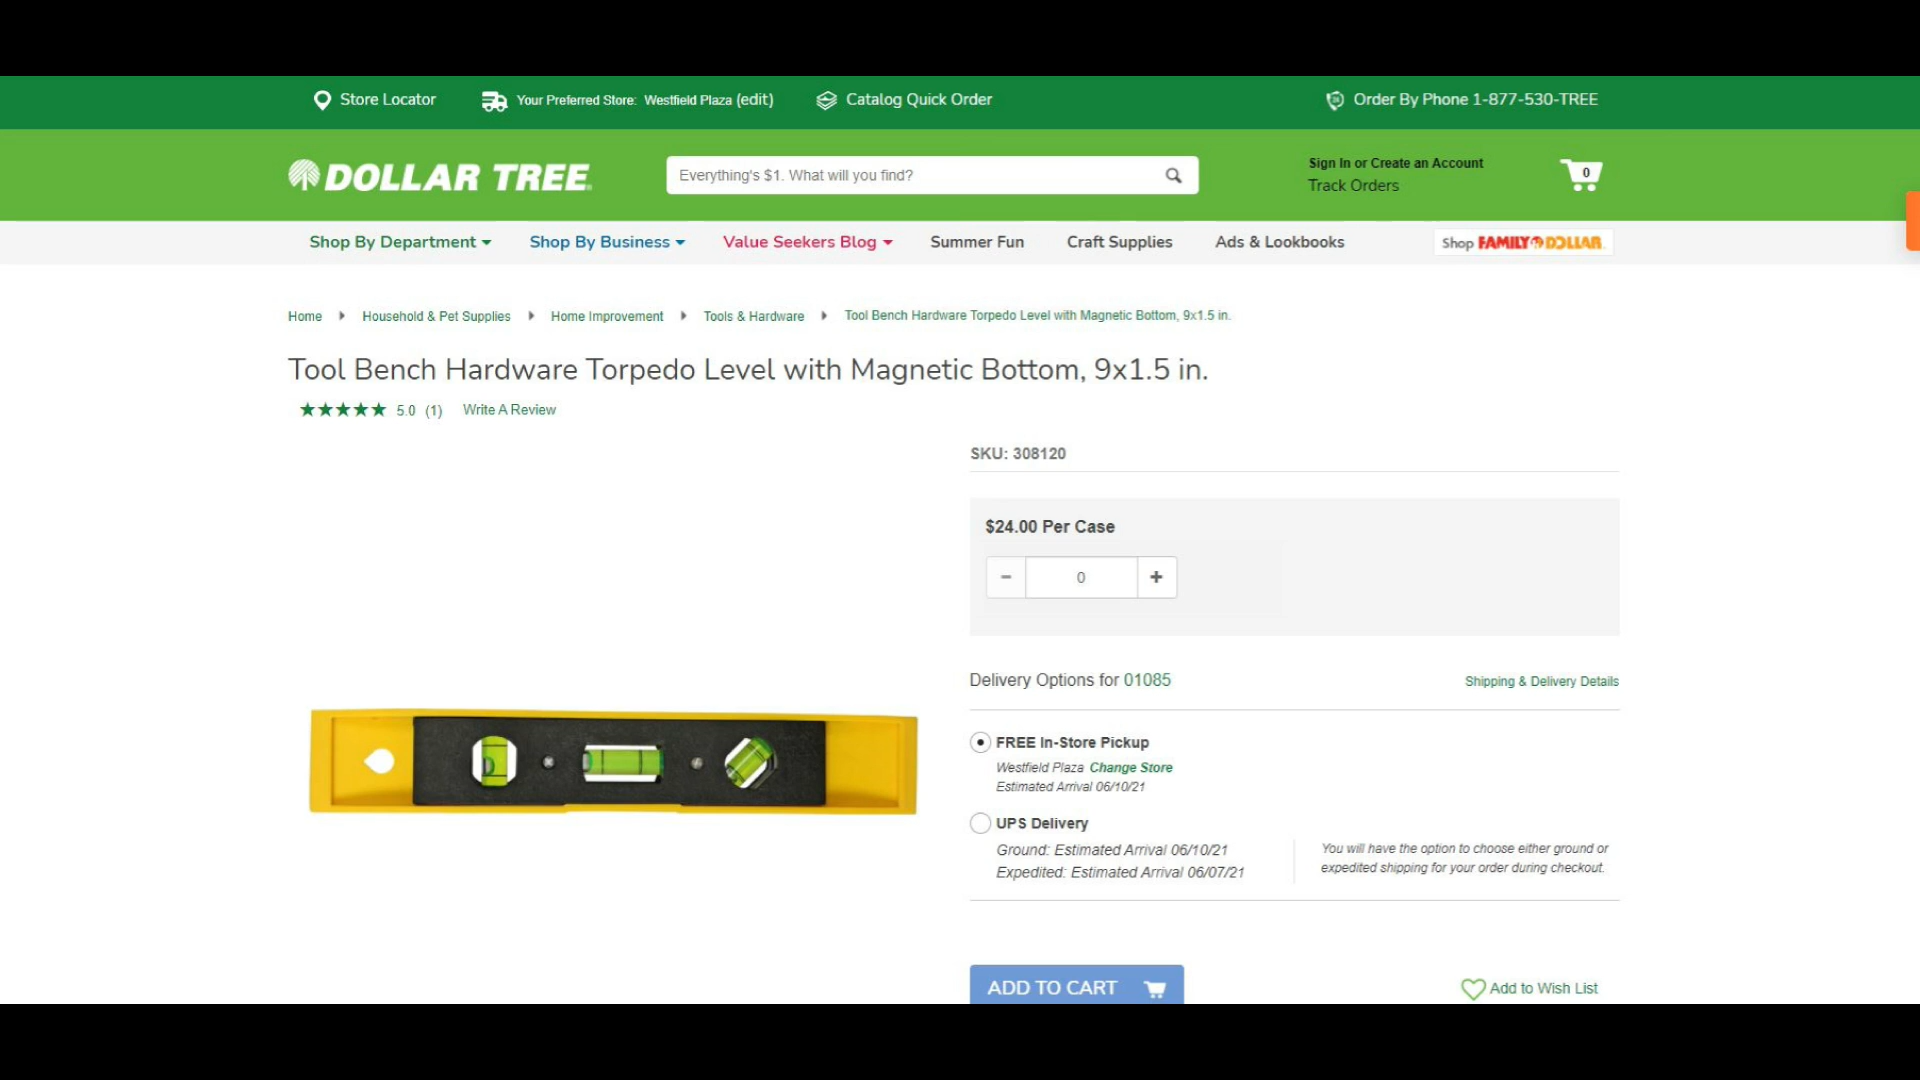 Store Locator
Your Preferred Store: Westfield Plaza (edit)
Catalog Quick Order
Order By Phone 1-877-530-TREE
DOLLAR TREE
Everything's $1. What will you find?
Sign In or Create an Account
Track Orders
0
Shop By Department
Shop By Business
Value Seekers Blog
Summer Fun
Craft Supplies
Ads & Lookbooks
Shop FAMILY DOLLAR
Home
Household & Pet Supplies
Home Improvement
Tools & Hardware
Tool Bench Hardware Torpedo Level with Magnetic Bottom, 9x1.5 in.
Tool Bench Hardware Torpedo Level with Magnetic Bottom, 9x1.5 in.
5.0 (1) Write A Review
SKU: 308120
$24.00 Per Case
- 0 +
Delivery Options for 01085
Shipping & Delivery Details
FREE In-Store Pickup
Westfield Plaza Change Store
Estimated Arrival 06/10/21
UPS Delivery
Ground: Estimated Arrival 06/10/21
Expedited: Estimated Arrival 06/07/21
You will have the option to choose either ground or
expedited shipping for your order during checkout.
ADD TO CART
Add to Wish List